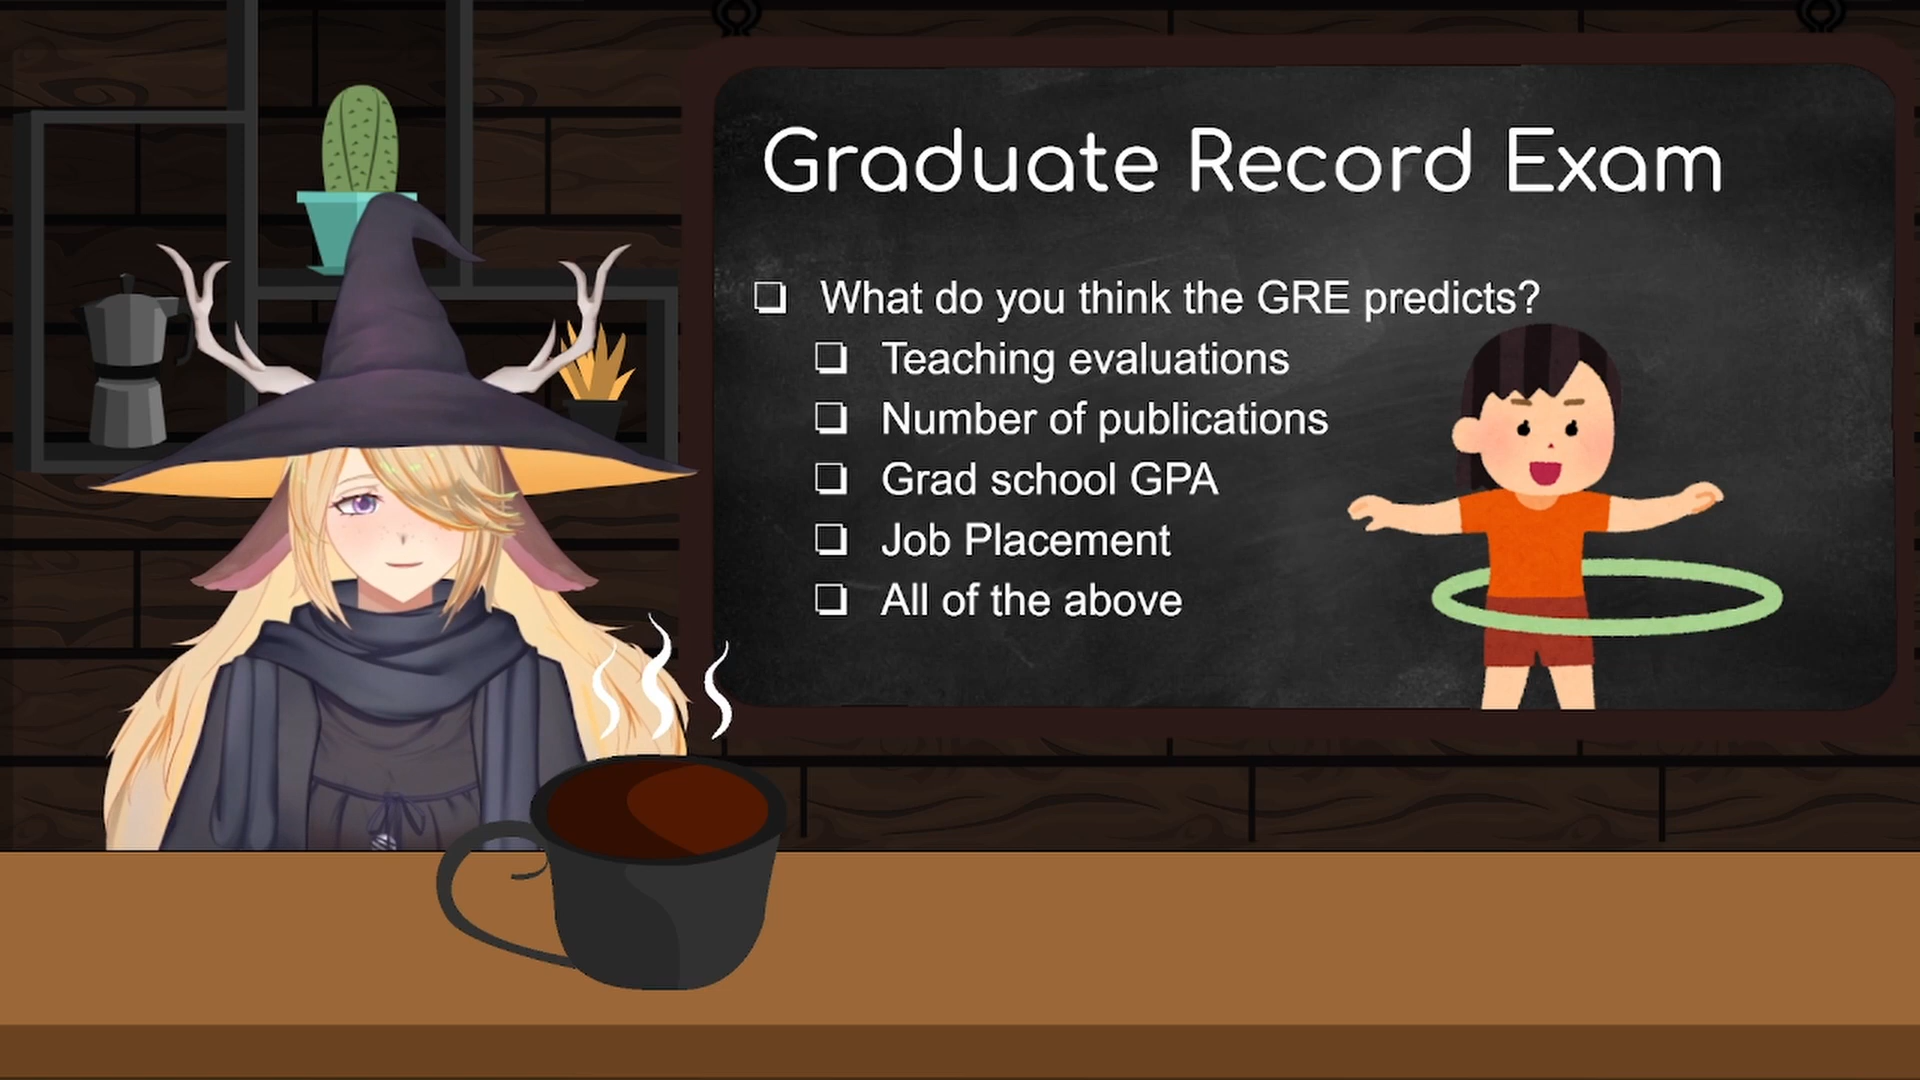 Graduate Record Exam
What do you think the GRE predicts?
Teaching evaluations
Number of publications
Grad school GPA
Job Placement
All of the above